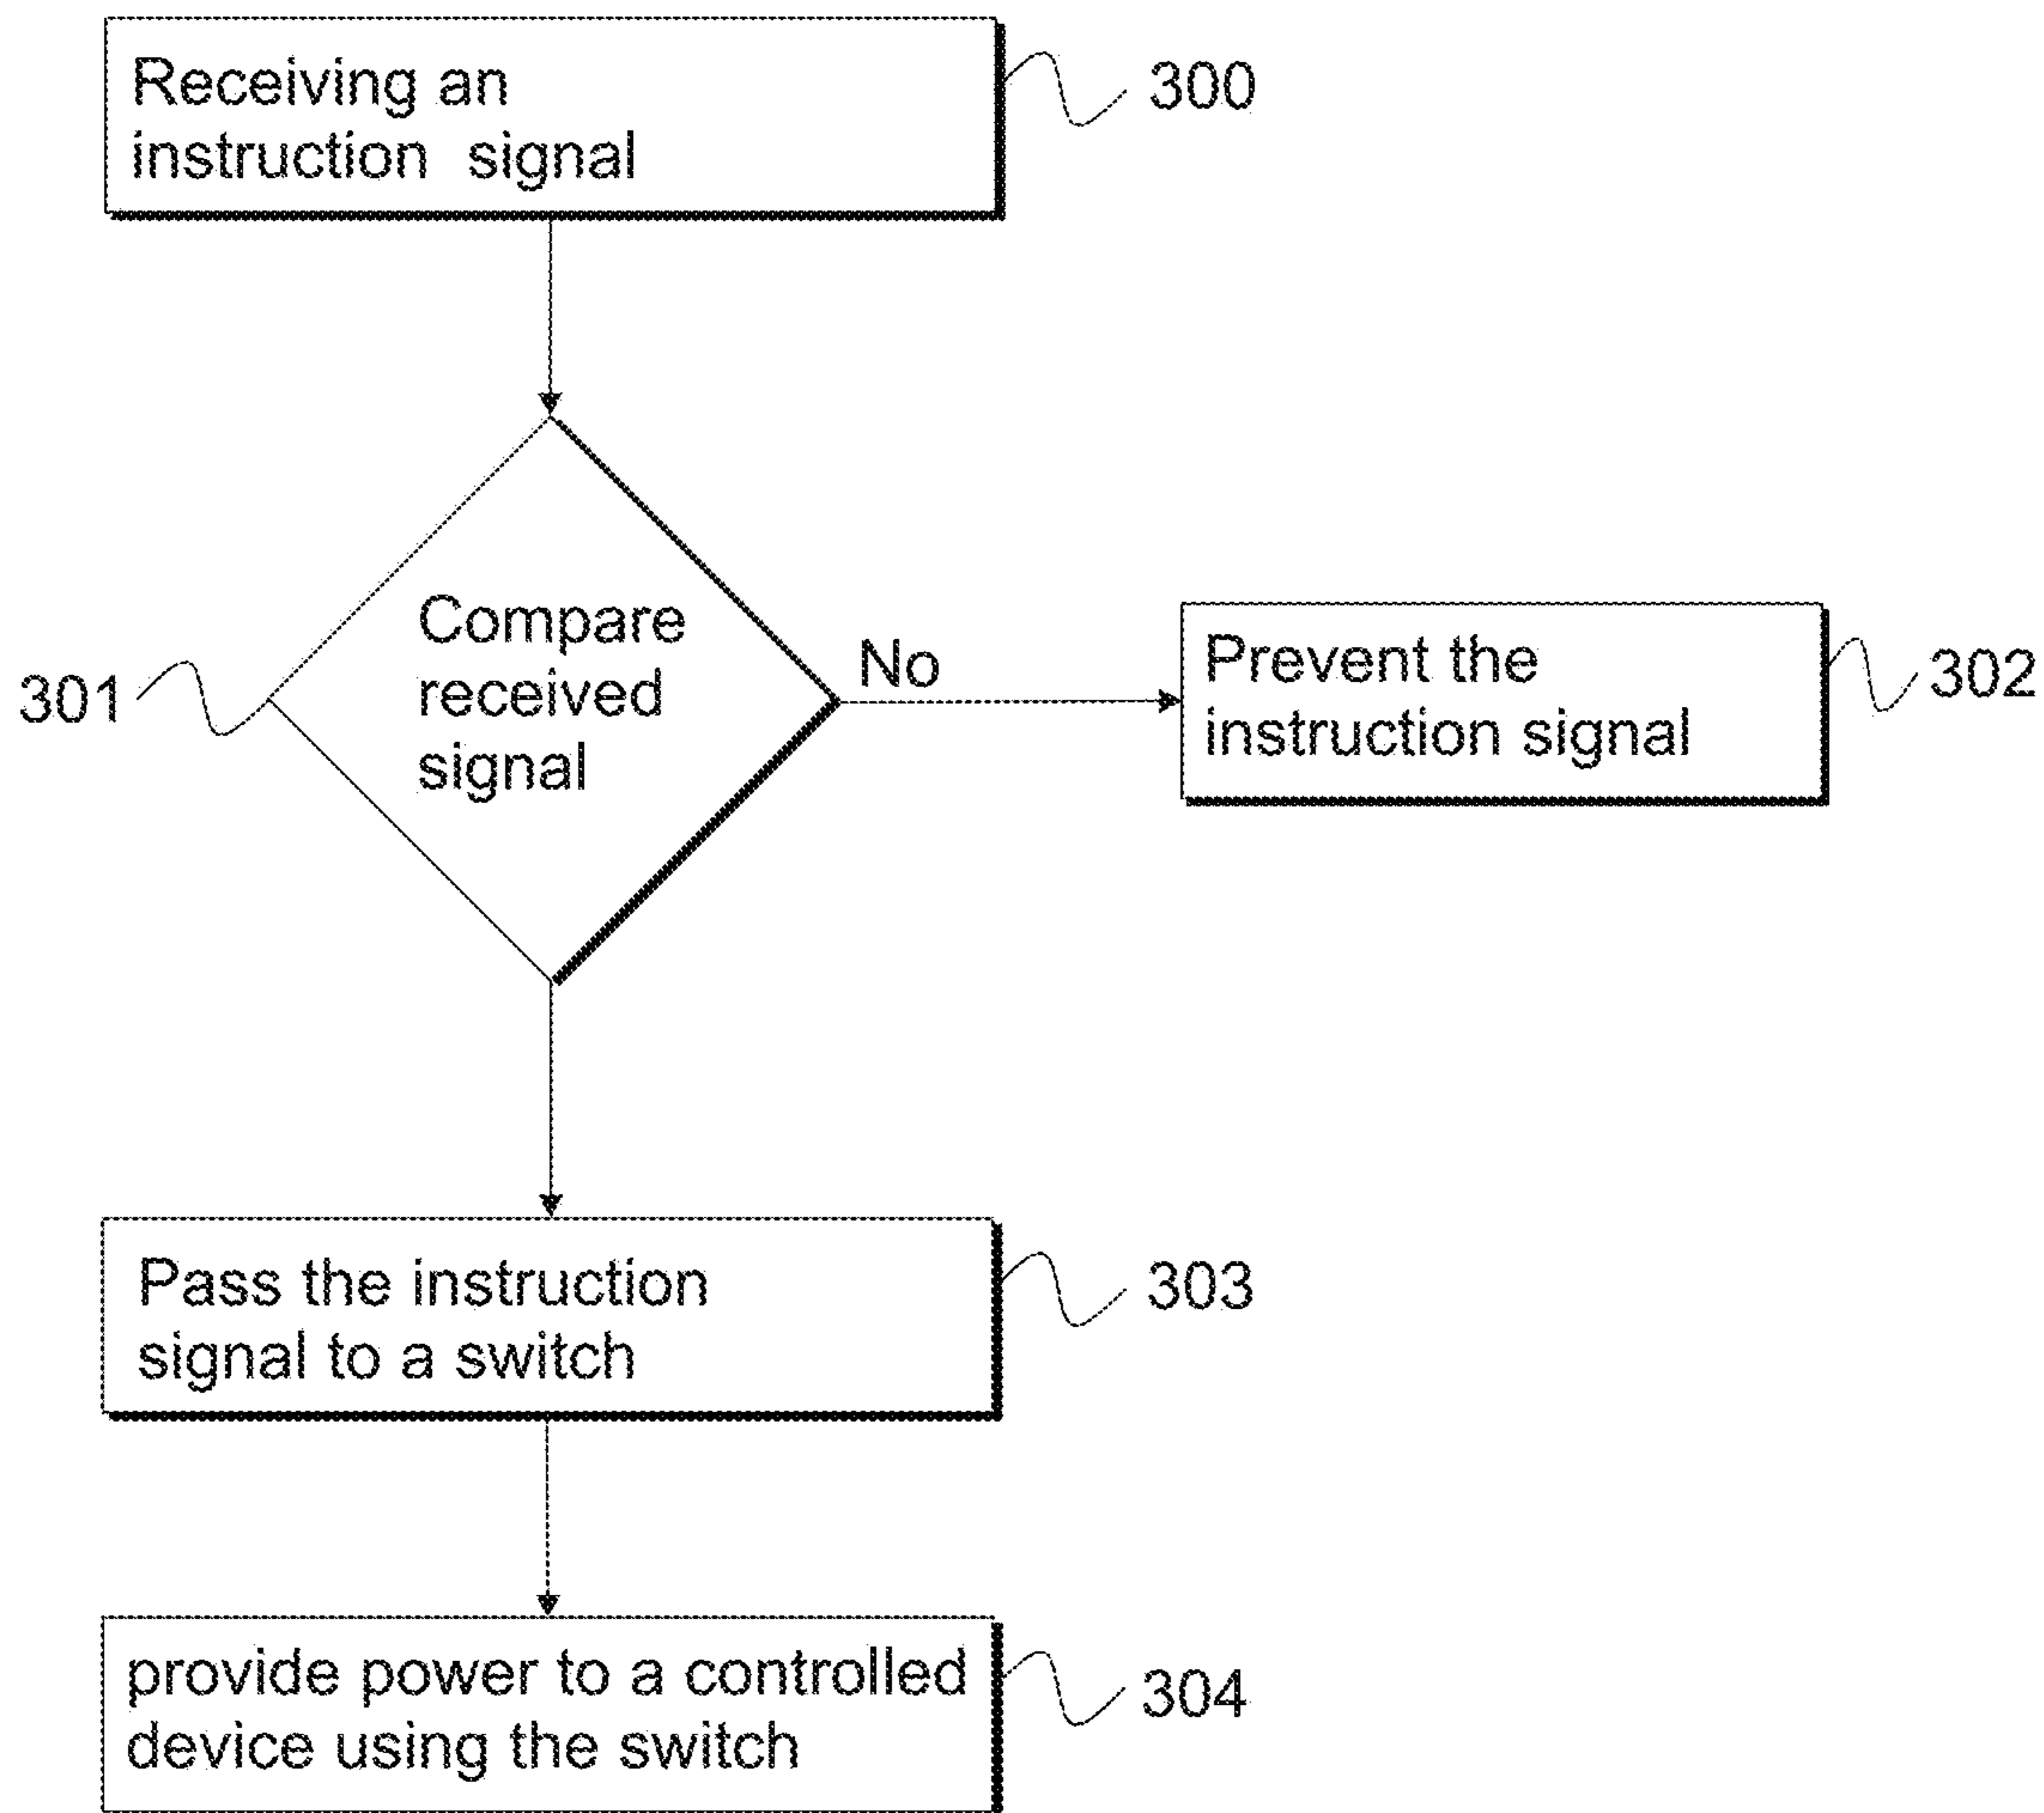 Receiving an
instruction signal
300
Compare
received
signal
301
No
Prevent the
instruction signal
302
Pass the instruction
signal to a switch
303
provide power to a controlled
device using the switch
304